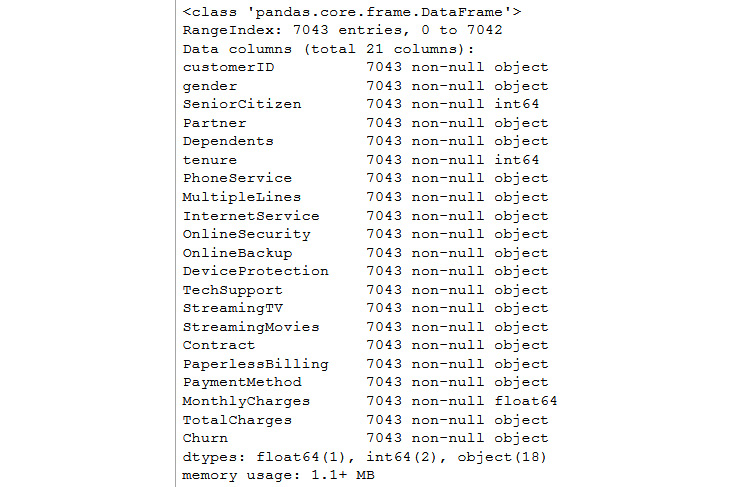 <class 'pandas.core.frame.DataFrame'>
RangeIndex: 7043 entries, 0 to 7042
Data columns (total 21 columns):
customerID          7043 non-null object
gender              7043 non-null object
SeniorCitizen       7043 non-null int64
Partner             7043 non-null object
Dependents          7043 non-null object
tenure              7043 non-null int64
PhoneService        7043 non-null object
MultipleLines       7043 non-null object
InternetService     7043 non-null object
OnlineSecurity      7043 non-null object
OnlineBackup        7043 non-null object
DeviceProtection    7043 non-null object
TechSupport         7043 non-null object
StreamingTV         7043 non-null object
StreamingMovies     7043 non-null object
Contract            7043 non-null object
PaperlessBilling    7043 non-null object
PaymentMethod       7043 non-null object
MonthlyCharges      7043 non-null float64
TotalCharges        7043 non-null object
Churn               7043 non-null object
dtypes: float64(1), int64(2), object(18)
memory usage: 1.1+ MB